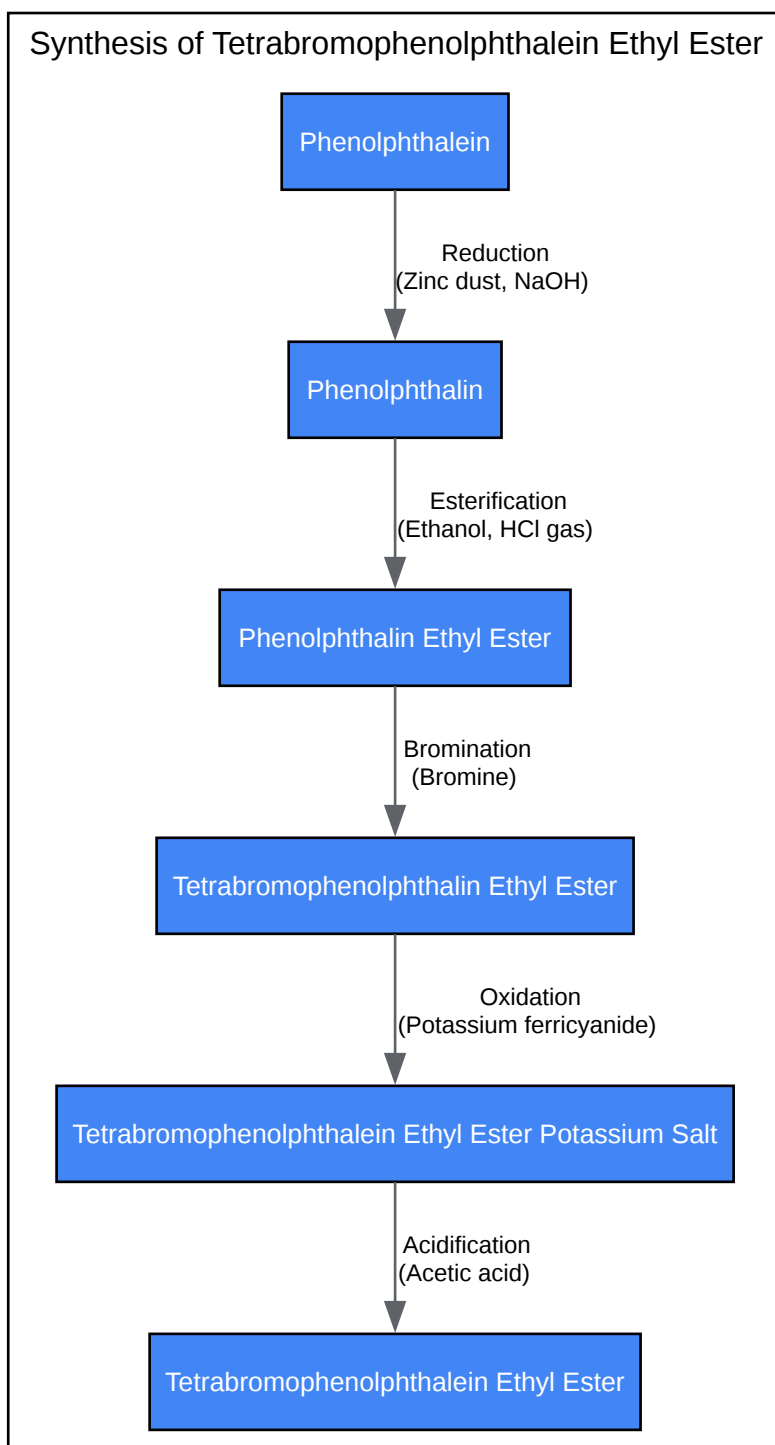 Synthesis of Tetrabromophenolphthalein Ethyl Ester
Phenolphthalein
Reduction
(Zinc dust, NaOH)
Phenolphthalin
Esterification
(Ethanol, HCl gas)
Phenolphthalin Ethyl Ester
Bromination
(Bromine)
Tetrabromophenolphthalin Ethyl Ester
Oxidation
(Potassium ferricyanide)
Tetrabromophenolphthalein Ethyl Ester Potassium Salt
Acidification
(Acetic acid)
Tetrabromophenolphthalein Ethyl Ester